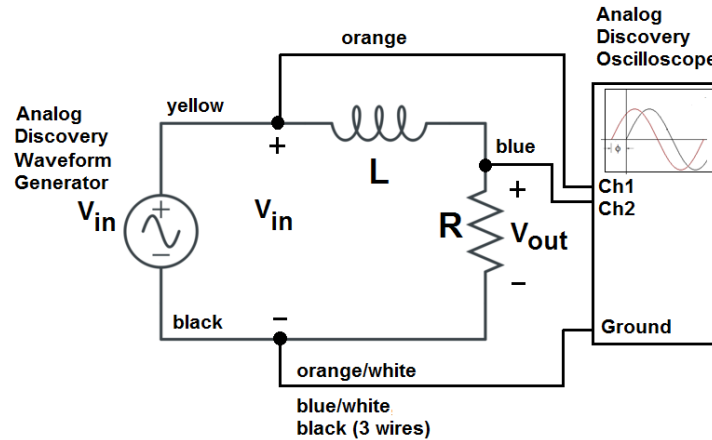 Analog
Discovery
Oscilloscope
orange
Analog
Discovery
Waveform
Generator
yellow
+
L
blue
Ch1
Ch2
ϕ
Vin
+
−
Vin
R
+
Vout
−
black
−
Ground
orange/white
blue/white
black (3 wires)